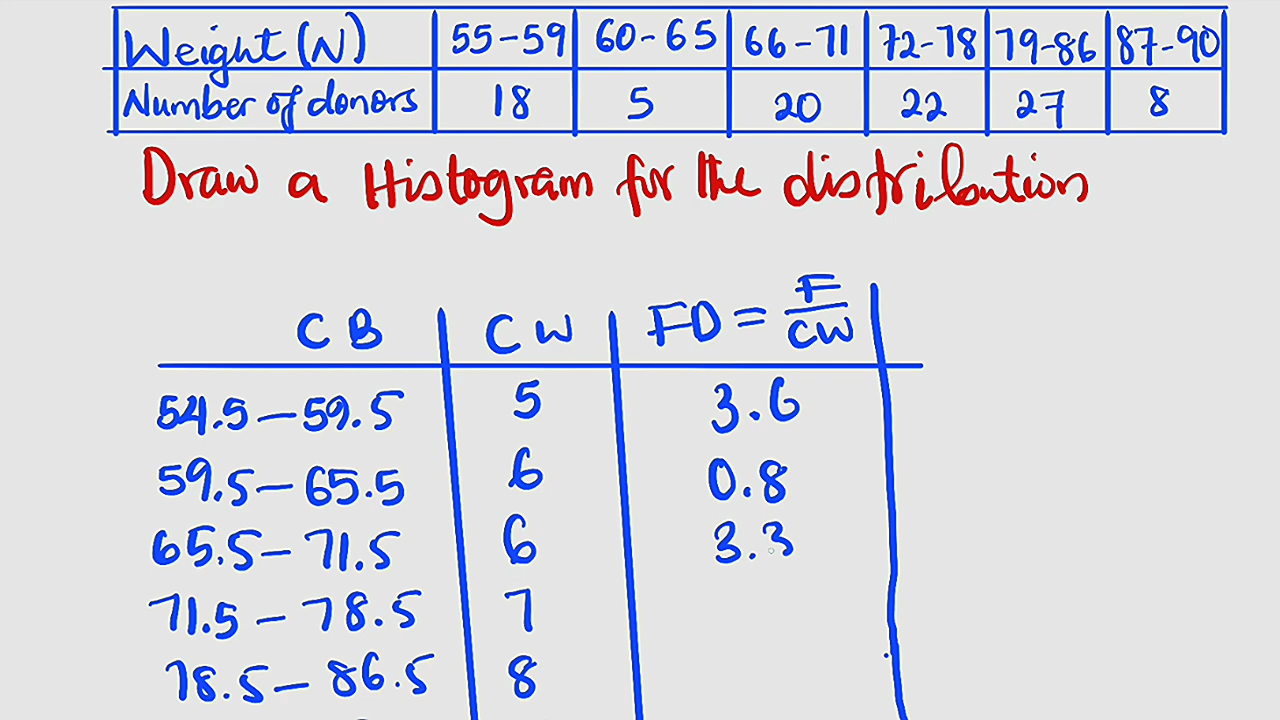 Weight (N) 55-59 60-65 66-71 72-78 79-86 87-90
Number of donors 18 5 20 22 27 8
Draw a Histogram for the distribution
CB CW FD = F/CW
54.5-59.5 5 3.6
59.5-65.5 6 0.8
65.5-71.5 6 3.3
71.5-78.5 7
78.5-86.5 8